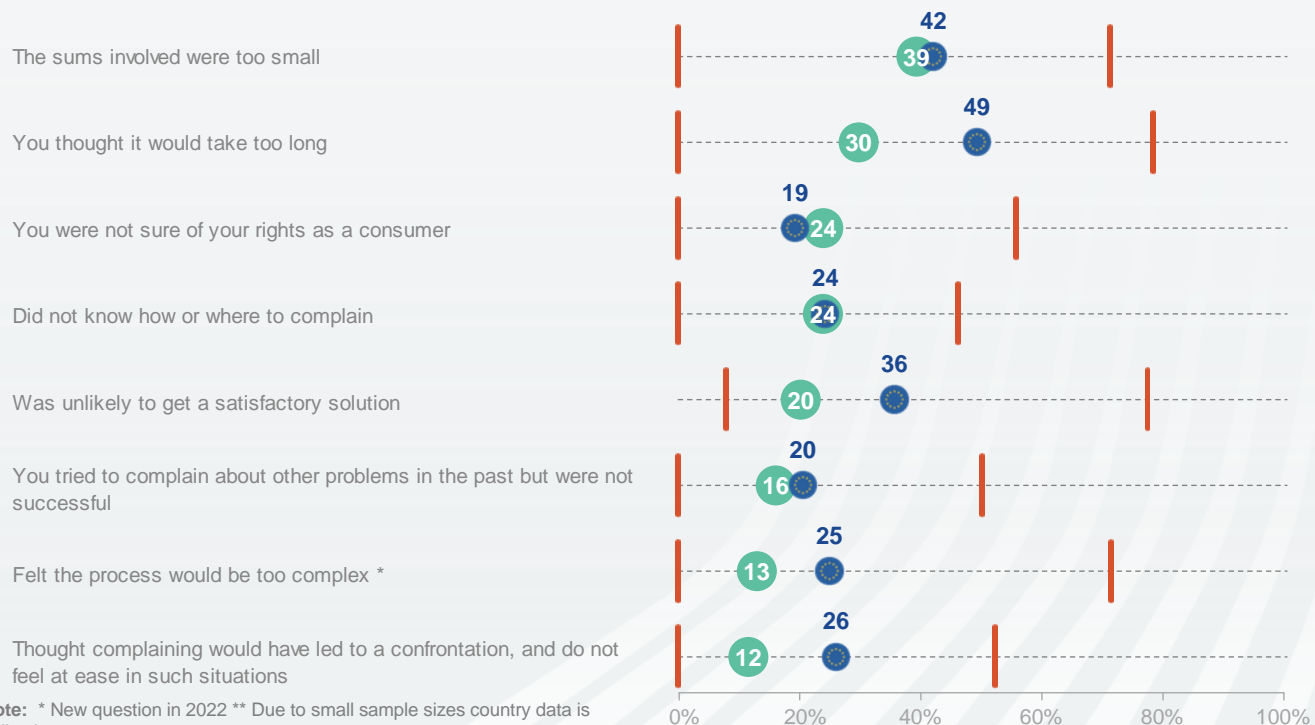 42
The sums involved were too small
39
49
You thought it would take too long
30
19
You were not sure of your rights as a consumer
24
24
Did not know how or where to complain
24
36
Was unlikely to get a satisfactory solution
20
20
You tried to complain about other problems in the past but were not
successful
16
25
Felt the process would be too complex *
13
26
Thought complaining would have led to a confrontation, and do not
feel at ease in such situations
12
ote: * New question in 2022 ** Due to small sample sizes country data is
0% 20% 40% 60% 80% 100%